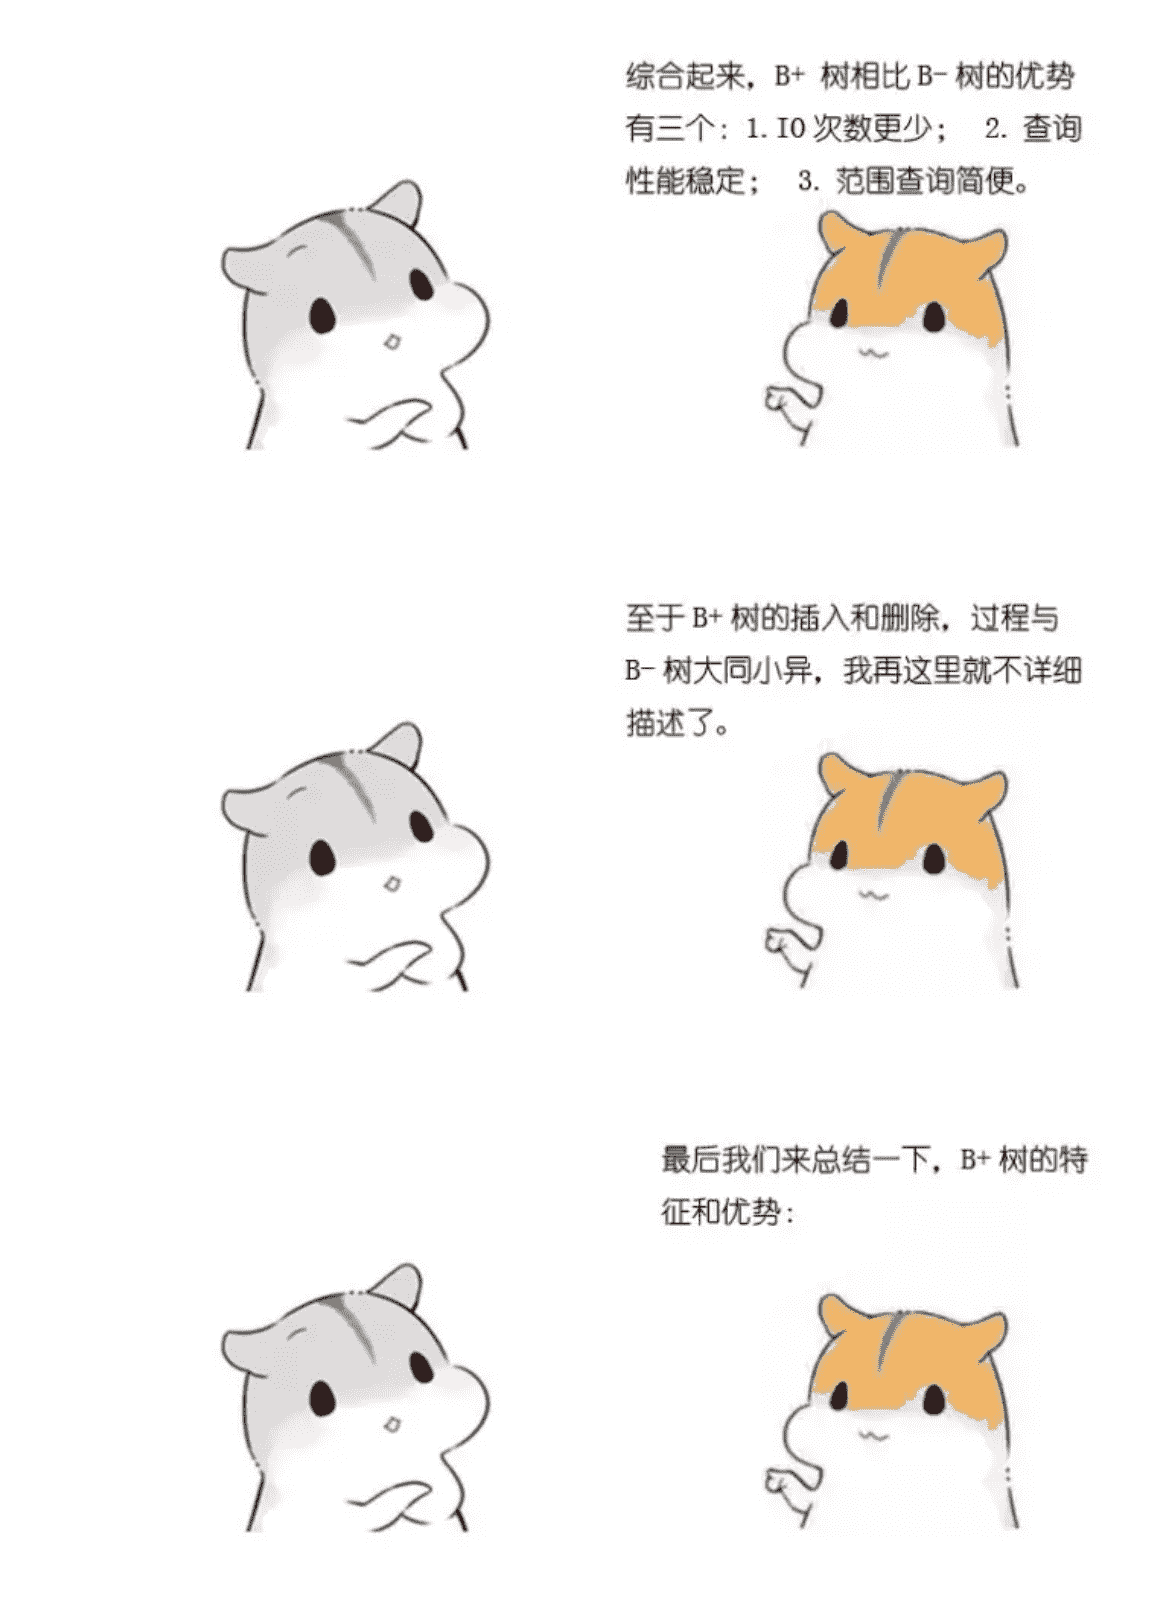 综合起来，B+ 树相比 B- 树的优势
有三个：1.IO 次数更少； 2. 查询
性能稳定； 3. 范围查询简便。
至于 B+ 树的插入和删除，过程与
B- 树大同小异，我再这里就不详细
描述了。
最后我们来总结一下，B+ 树的特
征和优势：